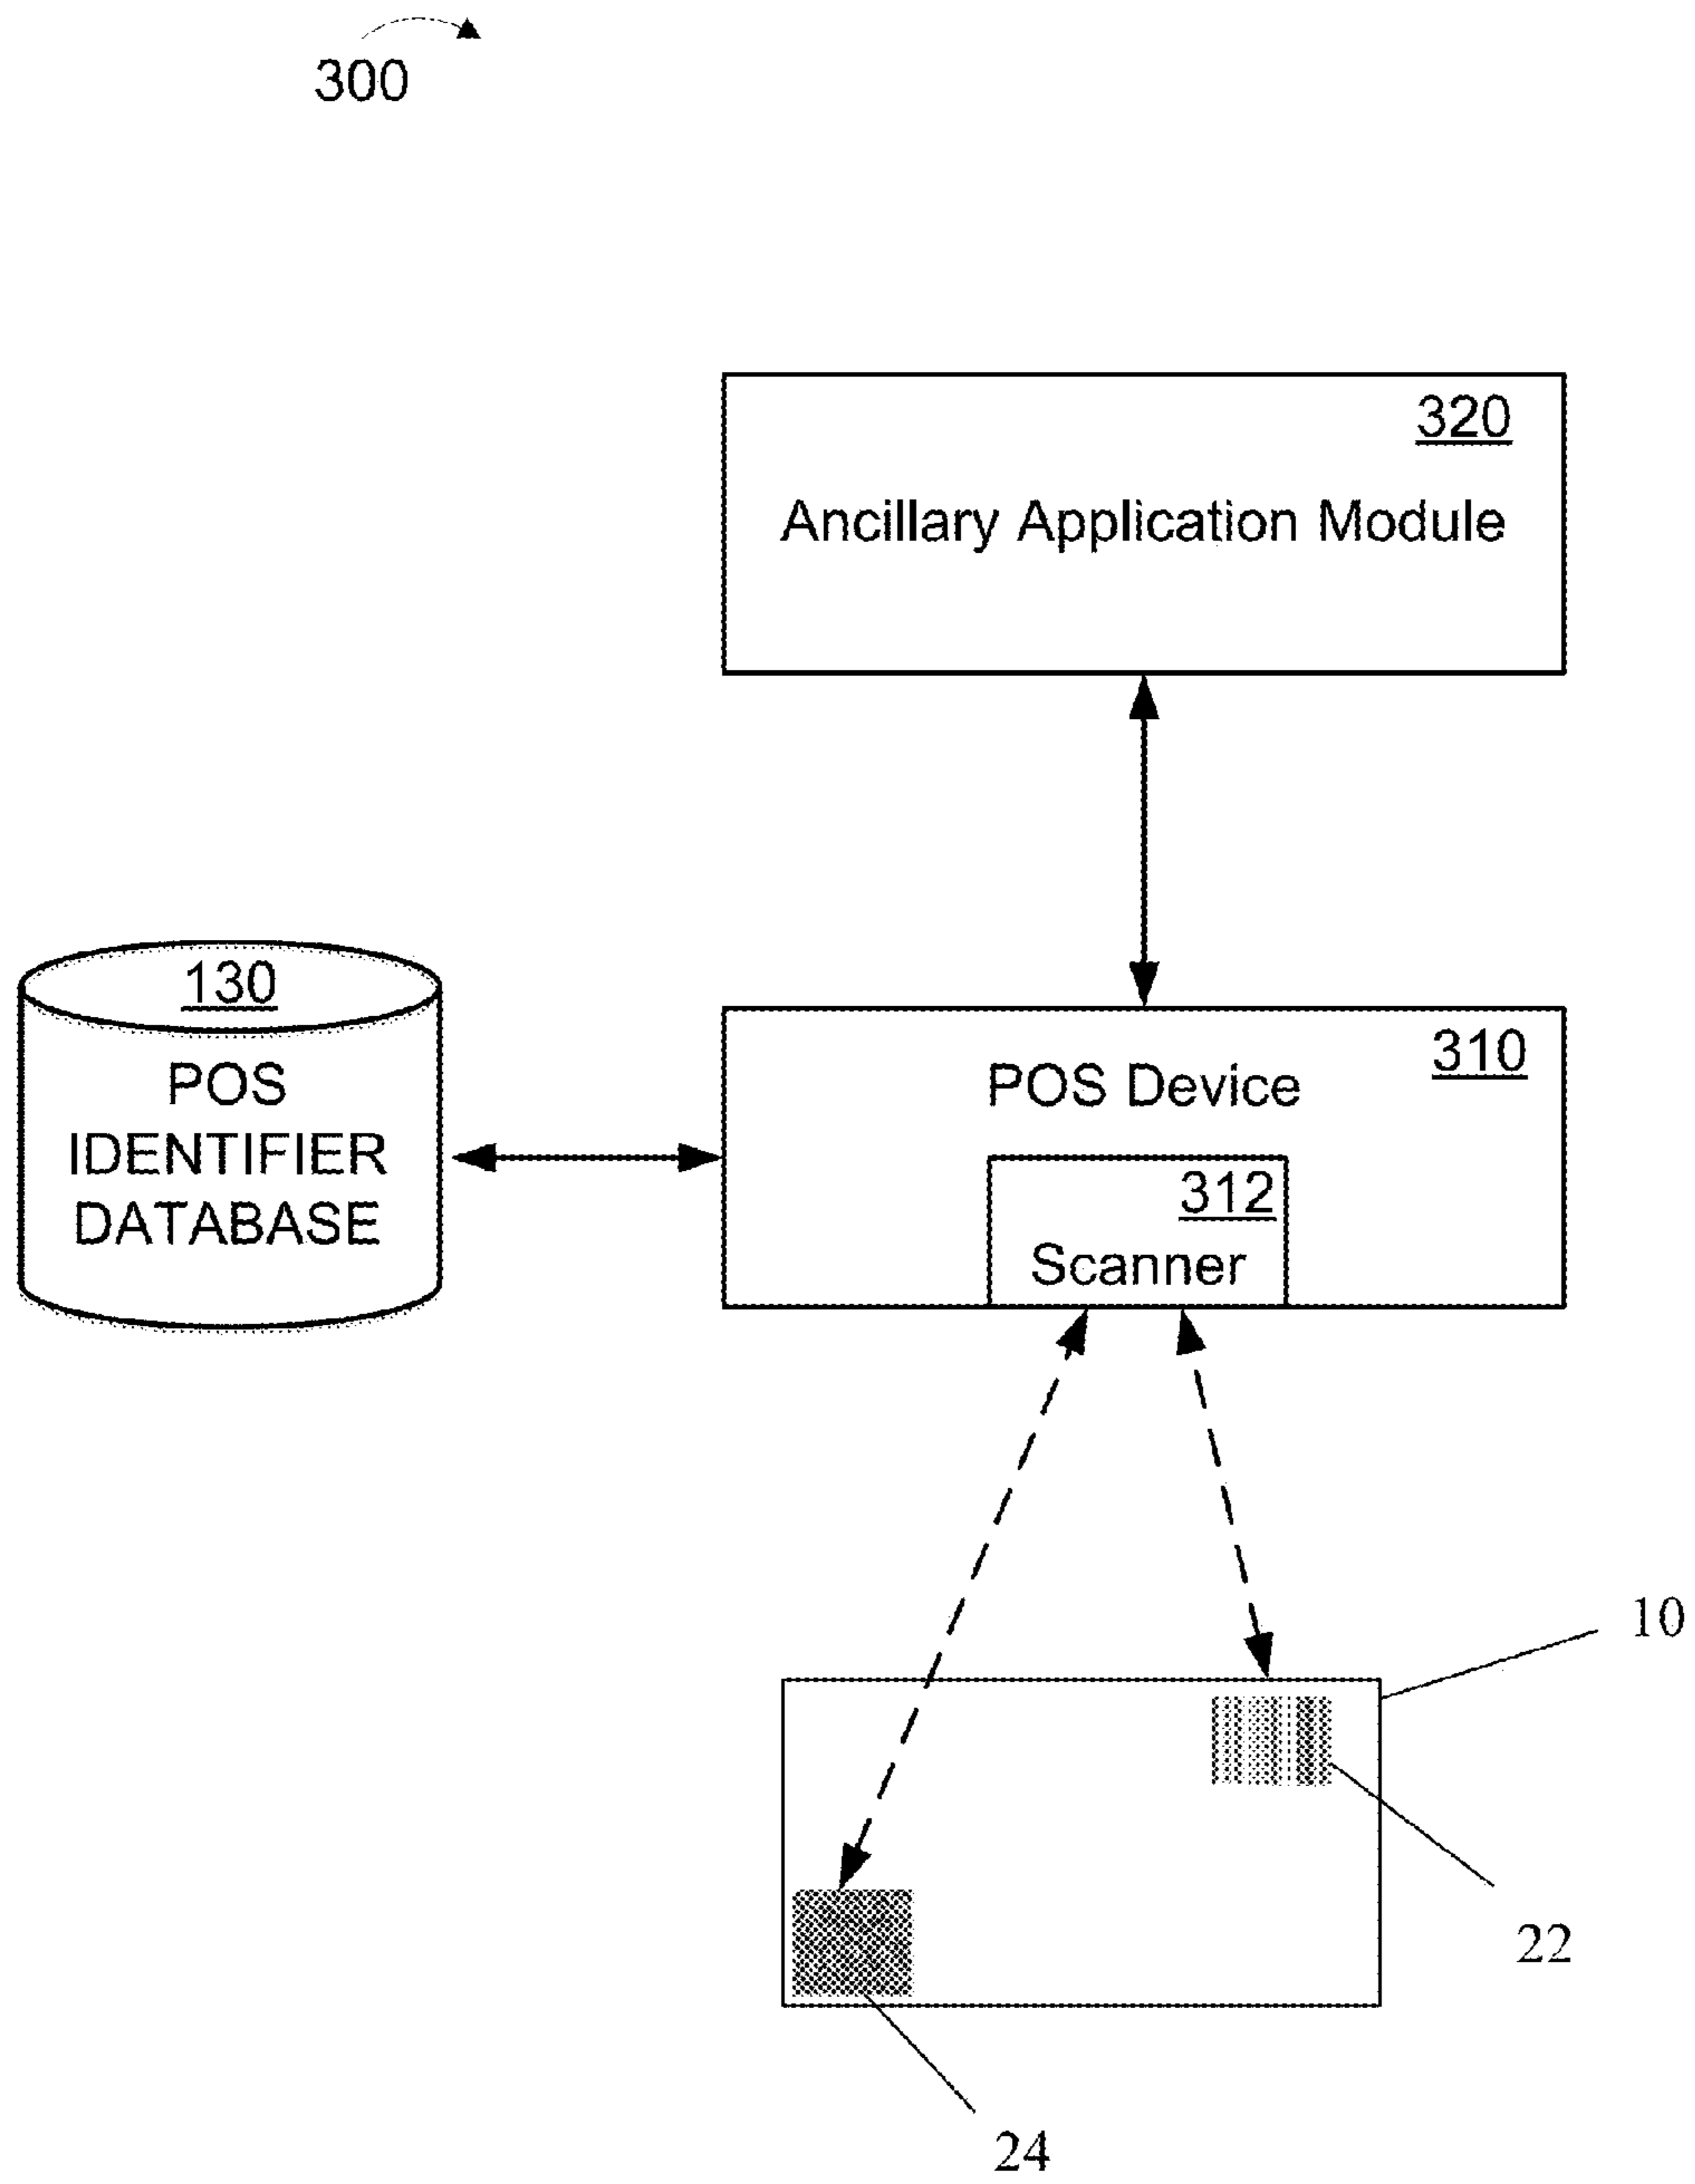 300
320
Ancillary Application Module
130
POS
IDENTIFIER
DATABASE
310
POS Device
312
Scanner
10
22
24